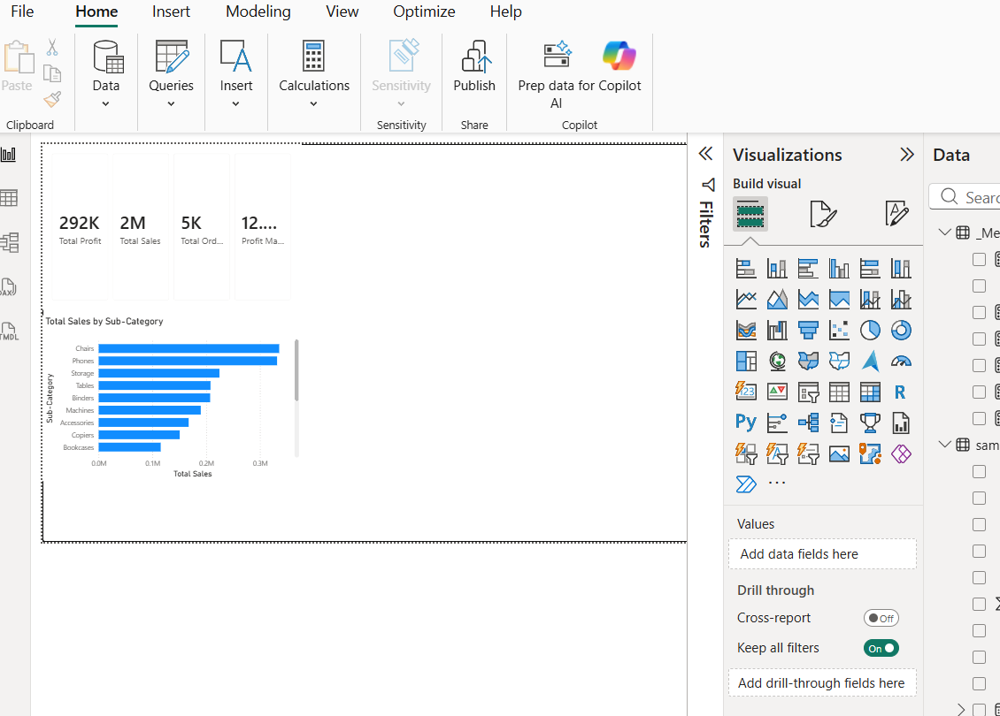 File Home Insert Modeling View Optimize Help
Paste
Data Queries Insert Calculations Sensitivity Publish Prep data for AI Copilot
Clipboard Sensitivity Share Copilot
292K 2M 5K 12....
Total Profit Total Sales Total Ord... Profit Ma...
Total Sales by Sub-Category
Sub-Category
Chairs
Phones
Storage
Tables
Binders
Machines
Accessories
Copiers
Bookcases
0.0M 0.1M 0.2M 0.3M
Total Sales
TMDL
Filters
Visualizations
Build visual
123
R
Py
Values
Add data fields here
Drill through
Cross-report Off
Keep all filters On
Add drill-through fields here
Data
Searc
_Me
sam